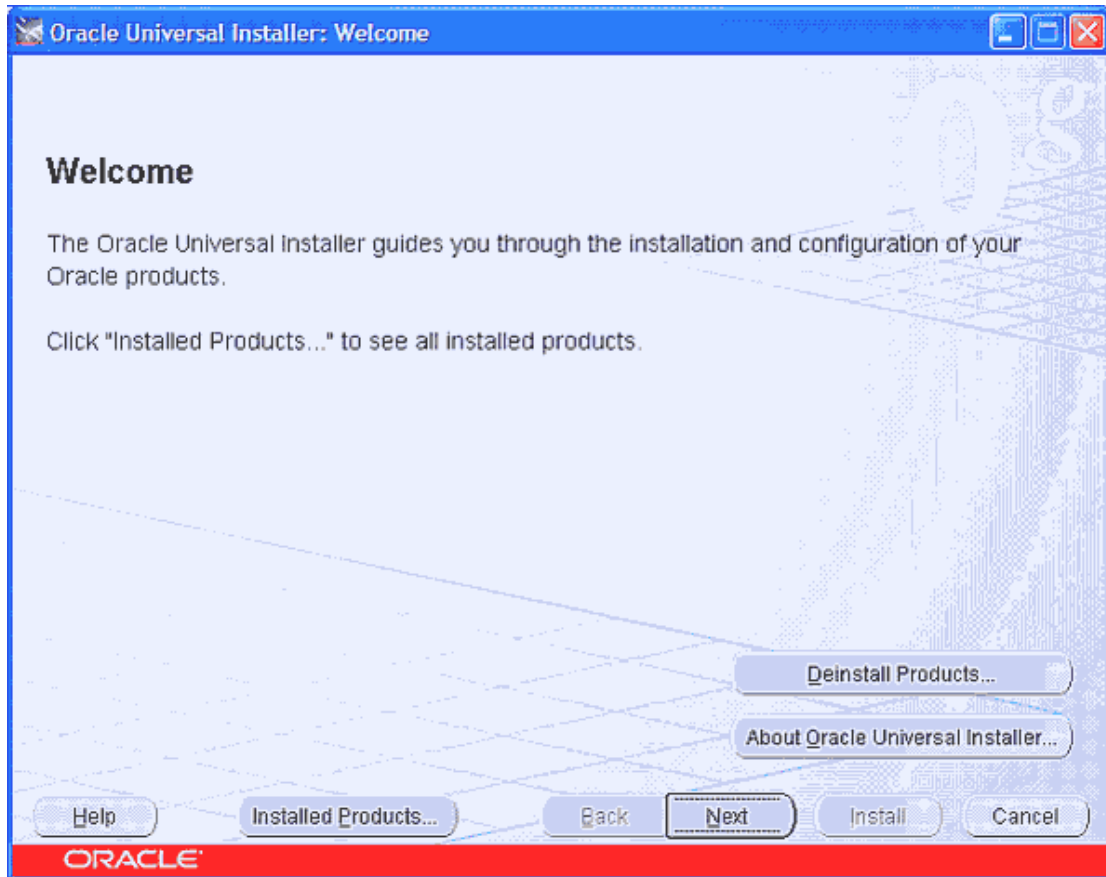 Oracle Universal Installer: Welcome
Welcome
The Oracle Universal Installer guides you through the installation and configuration of your
Oracle products.
Click "Installed Products..." to see all installed products.
Deinstall Products...
About Oracle Universal Installer...
Help Installed Products... Back Next Install Cancel
ORACLE